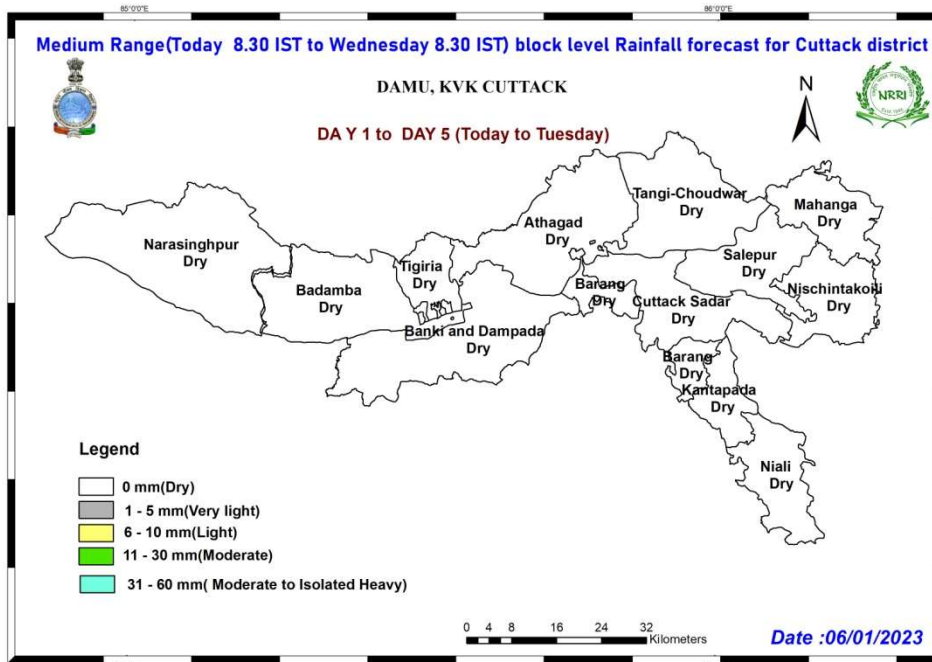 85°0'0"E
86°0'0"E
Medium Range(Today 8.30 IST to Wednesday 8.30 IST) block level Rainfall forecast for Cuttack district
DAMU, KVK CUTTACK
N
NRRI
DA Y 1 to DAY 5 (Today to Tuesday)
Tangi-Choudwar
Dry
Mahanga
Dry
Narasinghpur
Dry
Athagad
Dry
Salepur
Dry
Tigiria
Dry
Badamba
Dry
Barang
Dry
Nischintakoili
Dry
Cuttack Sadar
Dry
Banki and Dampada
Dry
Barang
Dry
Kantapada
Dry
Niali
Dry
Legend
0 mm(Dry)
1 - 5 mm(Very light)
6 - 10 mm(Light)
11 - 30 mm(Moderate)
31 - 60 mm( Moderate to Isolated Heavy)
0 4 8 16 24 32
Kilometers
Date :06/01/2023